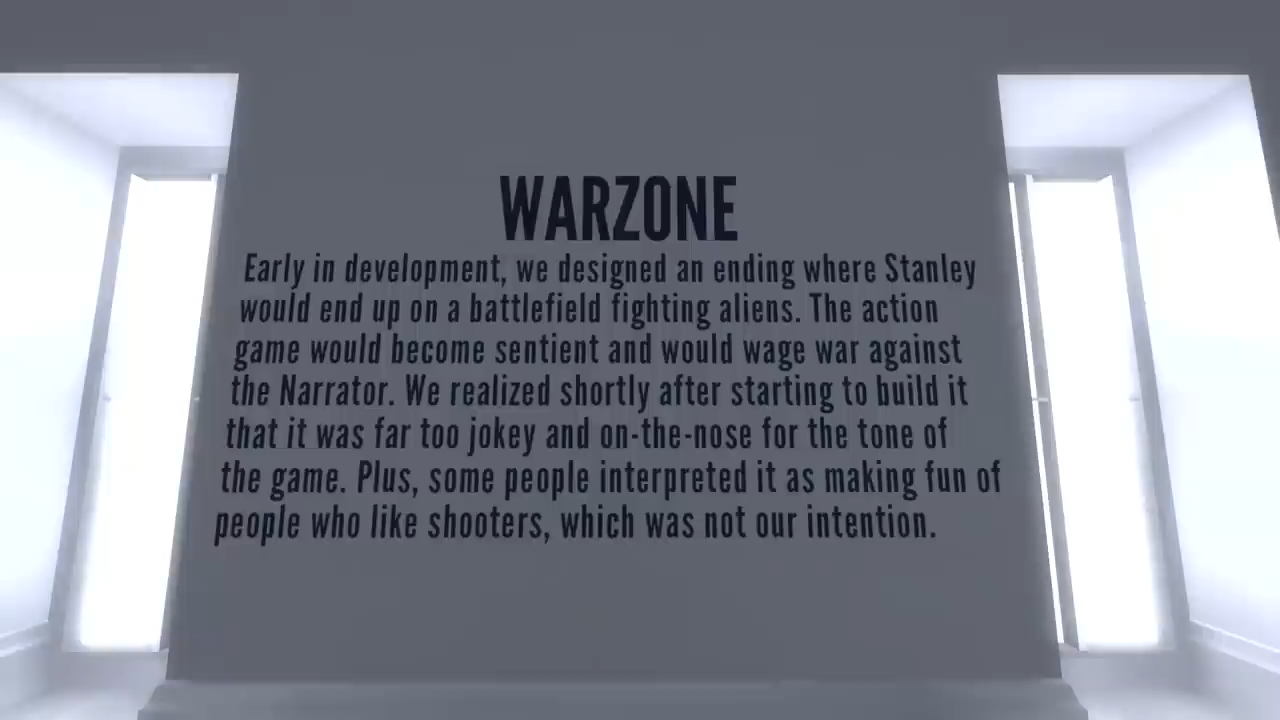 WARZONE
Early in development, we designed an ending where Stanley
would end up on a battlefield fighting aliens. The action
game would become sentient and would wage war against
the Narrator. We realized shortly after starting to build it
that it was far too jokey and on-the-nose for the tone of
the game. Plus, some people interpreted it as making fun of
people who like shooters, which was not our intention.